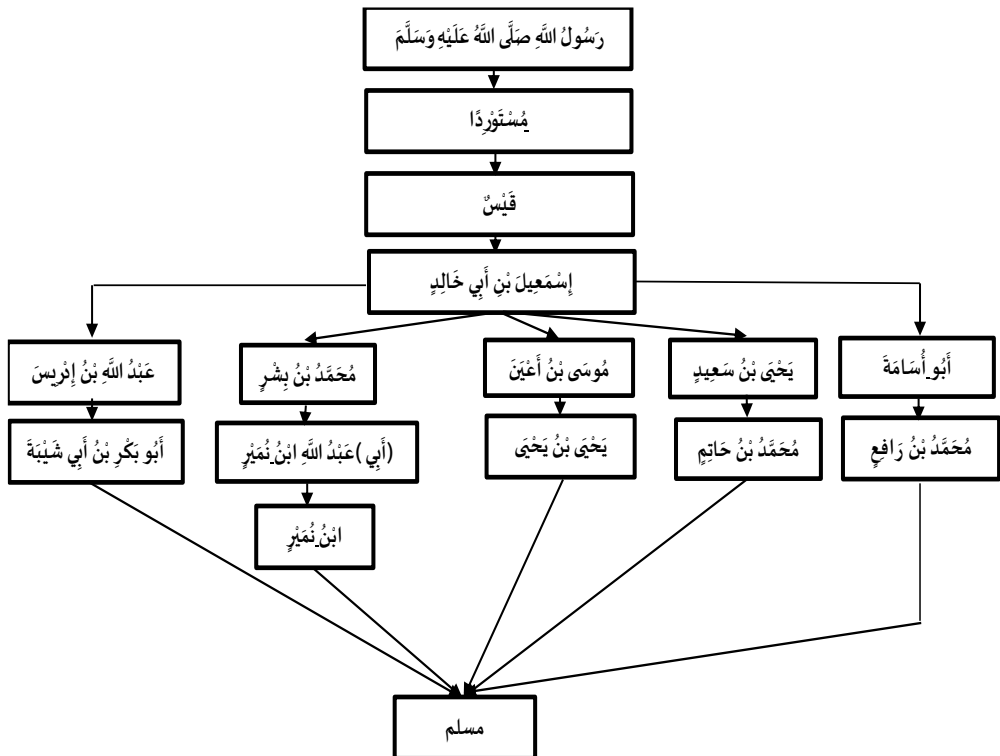 رَسُولُ اللَّهِ صَلَّى اللَّهُ عَلَيْهِ وَسَلَّمَ
مُسْتَوْرِدًا
قَيْسٌ
إِسْمَعِيلَ بْنِ أَبِي خَالِدٍ
أَبُو أُسَامَةَ
يَحْيَى بْنُ سَعِيدٍ
مُوسَى بْنُ أَعْيَنَ
مُحَمَّدُ بْنُ بِشْرٍ
عَبْدُ اللَّهِ بْنُ إِدْرِيسَ
مُحَمَّدُ بْنُ رَافِعٍ
مُحَمَّدُ بْنُ حَاتِمٍ
يَحْيَى بْنُ يَحْيَى
(أَبِي) عَبْدُ اللَّهِ ابْنُ نُمَيْرٍ
أَبُو بَكْرِ بْنُ أَبِي شَيْبَةَ
ابْنُ نُمَيْرٍ
مسلم